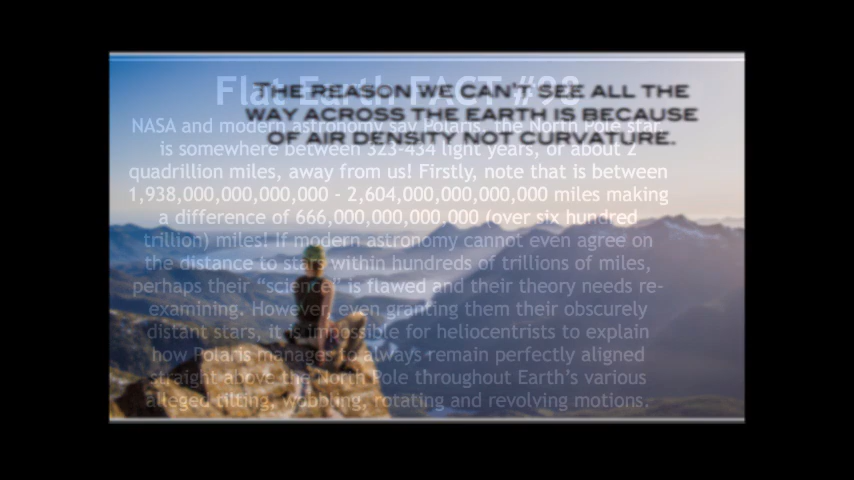 Flat Earth FACT #98
THE REASON WE CAN'T SEE ALL THE
WAY ACROSS THE EARTH IS BECAUSE
OF AIR DENSITY NOT CURVATURE.
NASA and modern astronomy say Polaris, the North Pole star,
is somewhere between 323-434 light years, or about 2
quadrillion miles, away from us! Firstly, note that is between
1,938,000,000,000,000 - 2,604,000,000,000,000 miles making
a difference of 666,000,000,000,000 (over six hundred
trillion) miles! If modern astronomy cannot even agree on
the distance to stars within hundreds of trillions of miles,
perhaps their “science” is flawed and their theory needs re-
examining. However, even granting them their obscurely
distant stars, it is impossible for heliocentrists to explain
how Polaris manages to always remain perfectly aligned
straight above the North Pole throughout Earth’s various
alleged tilting, wobbling, rotating and revolving motions.